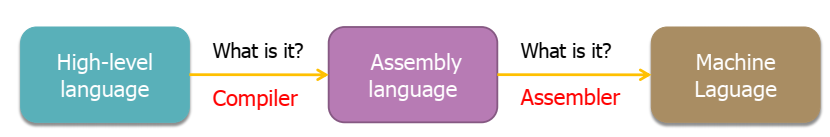 High-level
language
What is it?
Compiler
Assembly
language
What is it?
Assembler
Machine
Laguage